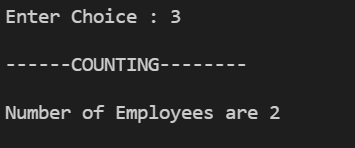 Enter Choice : 3
------COUNTING--------
Number of Employees are 2